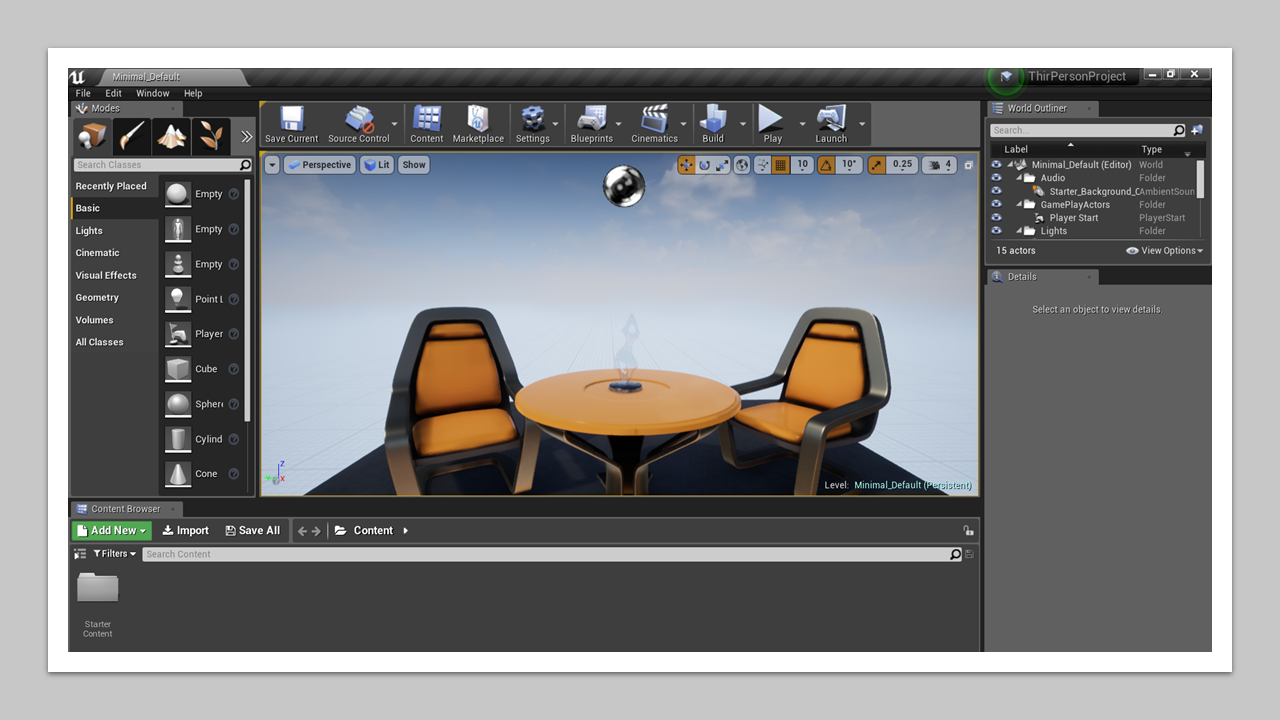 Minimal_Default
ThirPersonProject
File Edit Window Help
Modes
Search Classes
Recently Placed
Basic
Lights
Cinematic
Visual Effects
Geometry
Volumes
All Classes
Empty
Empty
Empty
Point L
Player
Cube
Spher
Cylind
Cone
Save Current
Source Control
Content
Marketplace
Settings
Blueprints
Cinematics
Build
Play
Launch
Perspective
Lit
Show
10
10°
0.25
4
z
y
x
Level: Minimal_Default (Persistent)
World Outliner
Search...
Label Type
Minimal_Default (Editor) World
Audio Folder
Starter_Background_C AmbientSoun
GamePlayActors Folder
Player Start PlayerStart
Lights Folder
15 actors
View Options
Details
Select an object to view details.
Content Browser
Add New
Import
Save All
Content
Filters
Search Content
Starter
Content